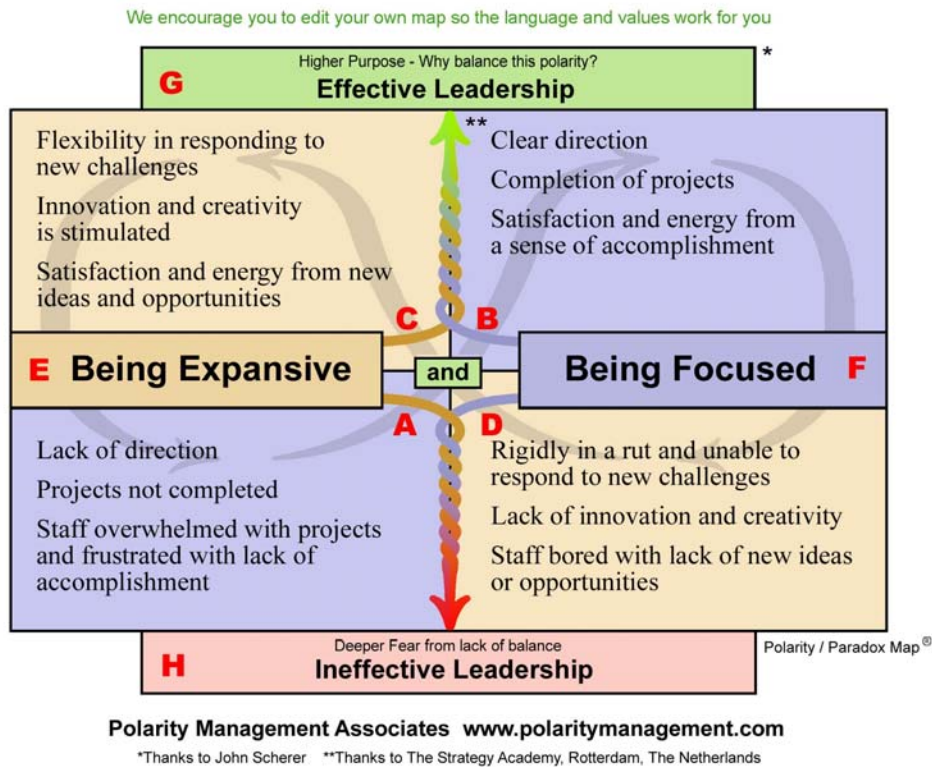 We encourage you to edit your own map so the language and values work for you
Higher Purpose - Why balance this polarity?
*
G
Effective Leadership
**
Flexibility in responding to
new challenges
Innovation and creativity
is stimulated
Satisfaction and energy from new
ideas and opportunities
Clear direction
Completion of projects
Satisfaction and energy from
a sense of accomplishment
C
B
E
Being Expansive
and
Being Focused
F
A
D
Lack of direction
Projects not completed
Staff overwhelmed with projects
and frustrated with lack of
accomplishment
Rigidly in a rut and unable to
respond to new challenges
Lack of innovation and creativity
Staff bored with lack of new ideas
or opportunities
Deeper Fear from lack of balance
H
Ineffective Leadership
Polarity / Paradox Map ®
Polarity Management Associates www.polaritymanagement.com
*Thanks to John Scherer **Thanks to The Strategy Academy, Rotterdam, The Netherlands